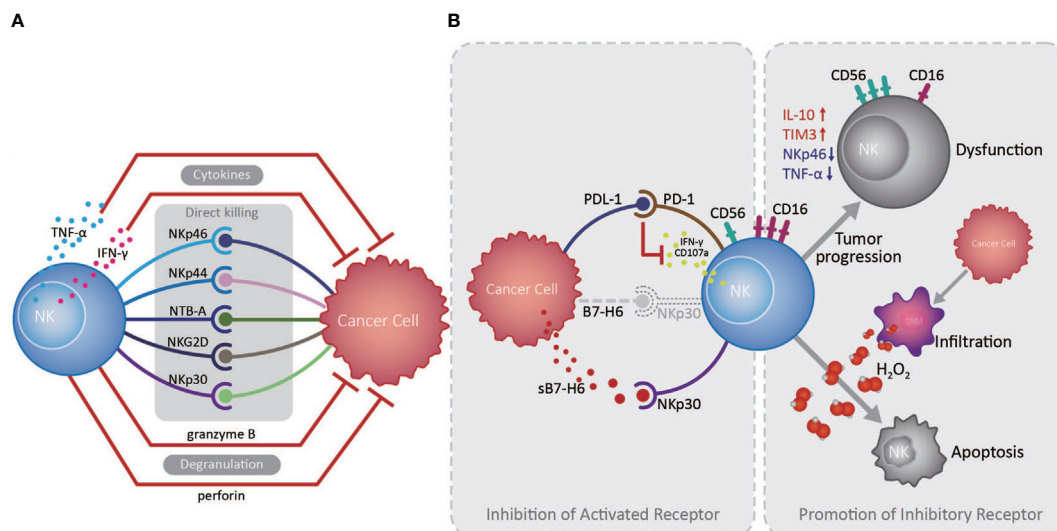 A
Cytokines
Direct killing
TNF-α
IFN-γ
NKp46
NKp44
NTB-A
NKG2D
NKp30
NK
Cancer Cell
granzyme B
Degranulation
perforin
B
PDL-1
PD-1
IFN-γ
CD107a
CD56
CD16
Cancer Cell
B7-H6
NKp30
NK
sB7-H6
NKp30
Inhibition of Activated Receptor
CD56
CD16
IL-10↑
TIM3↑
NKp46↓
TNF-α↓
NK
Dysfunction
Tumor
progression
Cancer Cell
TAM
Infiltration
H₂O₂
NK
Apoptosis
Promotion of Inhibitory Receptor